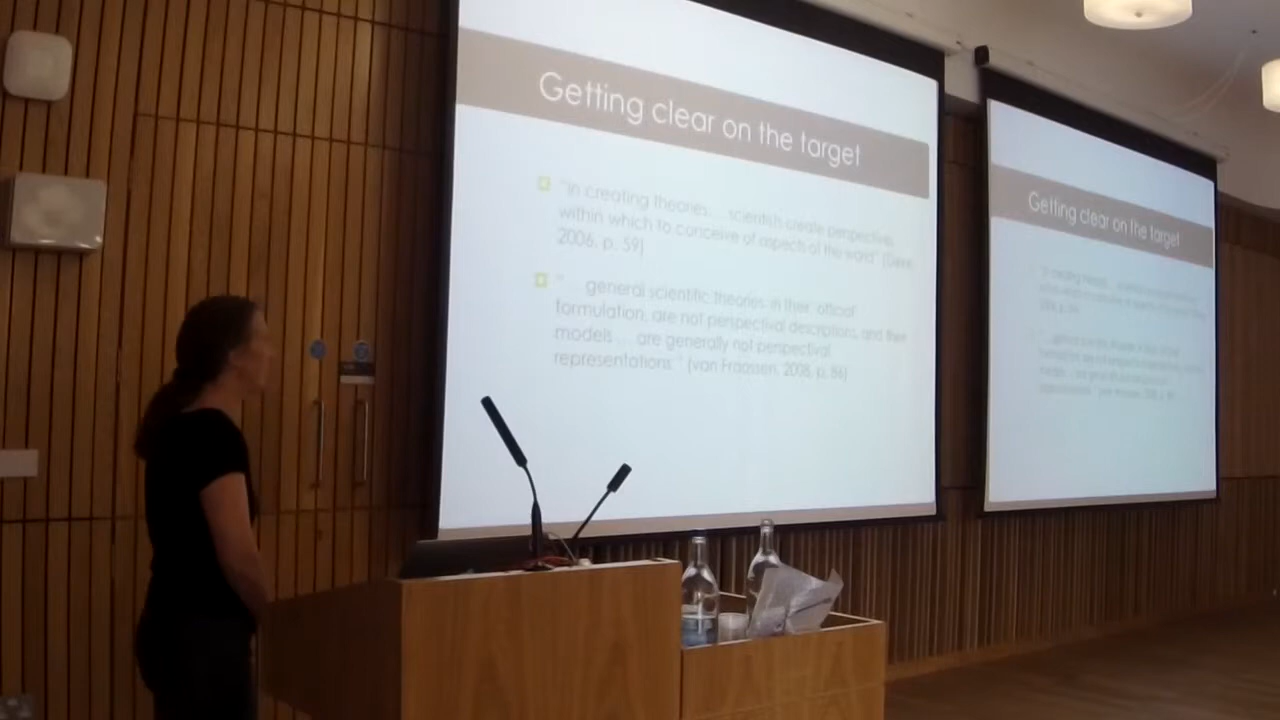 Getting clear on the target
"In creating theories... scientists create perspectives
within which to conceive of aspects of the world" (Giere,
2006, p. 59)
"... general scientific theories, in their 'official'
formulation, are not perspectival descriptions, and their
models ... are generally not perspectival
representations." (van Fraassen, 2008, p. 86)
Getting clear on the target